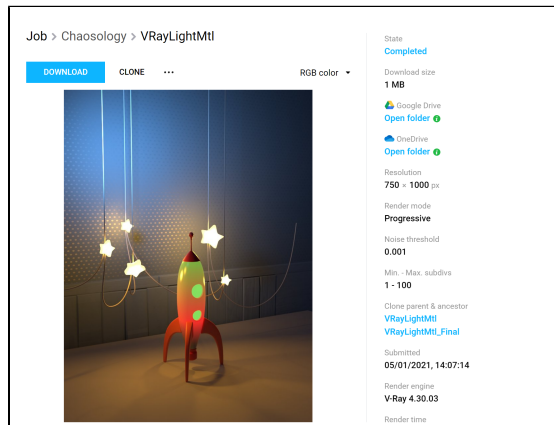 Job > Chaosology > VRayLightMtl
DOWNLOAD CLONE ··· RGB color
State
Completed
Download size
1 MB
Google Drive
Open folder
OneDrive
Open folder
Resolution
750 × 1000 px
Render mode
Progressive
Noise threshold
0.001
Min. - Max. subdivs
1 - 100
Clone parent & ancestor
VRayLightMtl
VRayLightMtl_Final
Submitted
05/01/2021, 14:07:14
Render engine
V-Ray 4.30.03
Render time